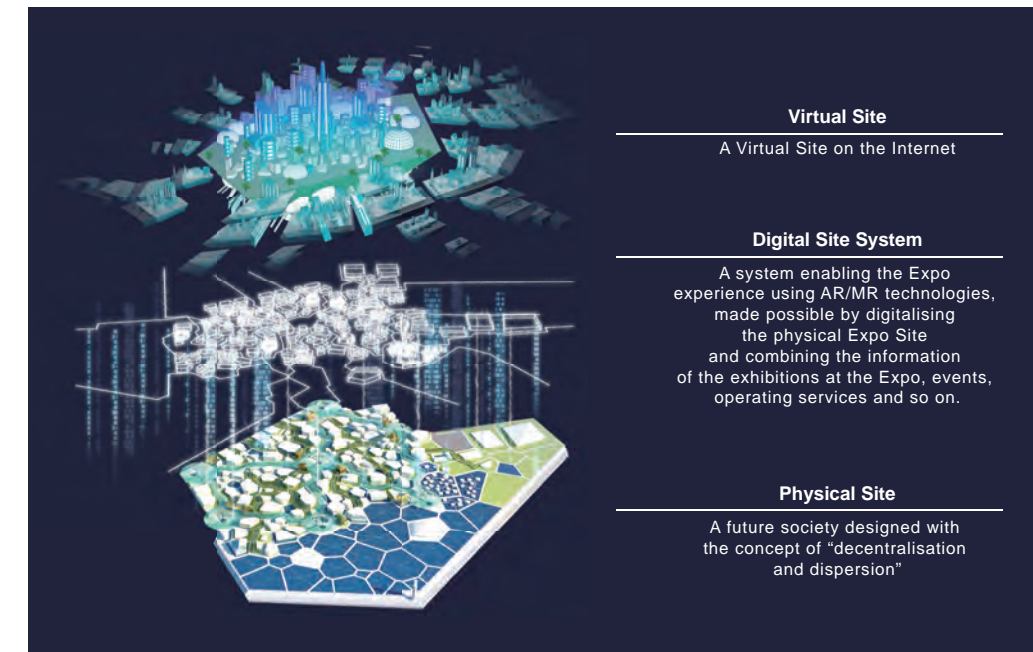 Virtual Site
A Virtual Site on the Internet
Digital Site System
A system enabling the Expo
experience using AR/MR technologies,
made possible by digitalising
the physical Expo Site
and combining the information
of the exhibitions at the Expo, events,
operating services and so on.
Physical Site
A future society designed with
the concept of “decentralisation
and dispersion”